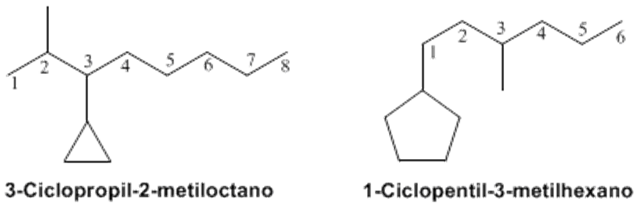 1 2 3 4 5 6 7 8
1 2 3 4 5 6
3-Ciclopropil-2-metiloctano
1-Ciclopentil-3-metilhexano